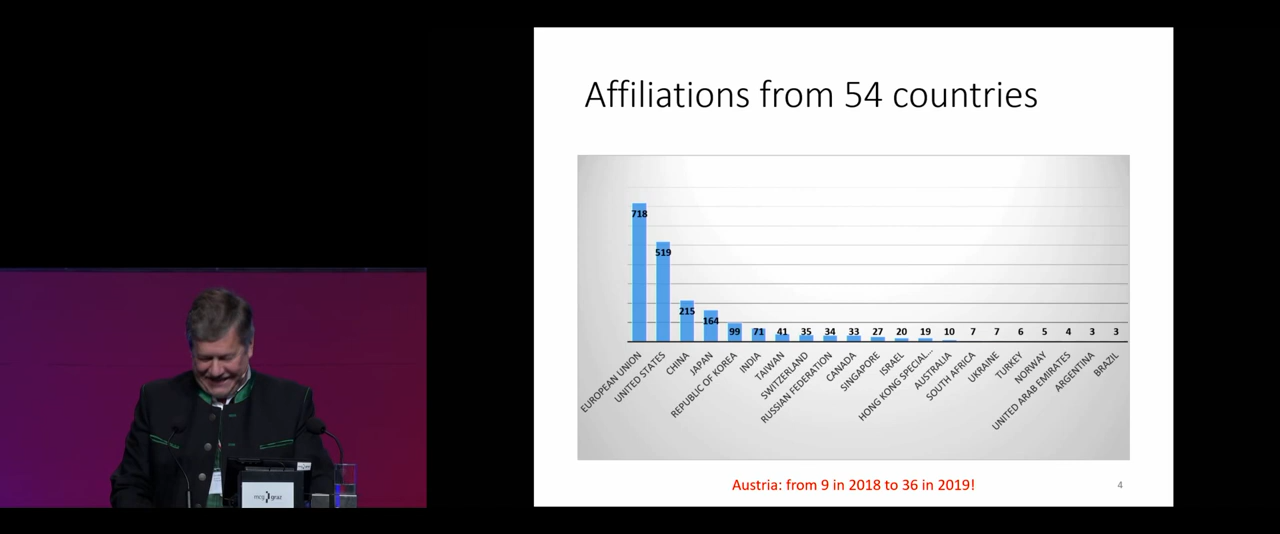 Affiliations from 54 countries
718
519
215
164
99
71
41
35
34
33
27
20
19
10
7
7
6
5
4
3
3
EUROPEAN UNION
UNITED STATES
CHINA
JAPAN
REPUBLIC OF KOREA
INDIA
TAIWAN
SWITZERLAND
RUSSIAN FEDERATION
CANADA
SINGAPORE
ISRAEL
HONG KONG SPECIAL...
AUSTRALIA
SOUTH AFRICA
UKRAINE
TURKEY
NORWAY
UNITED ARAB EMIRATES
ARGENTINA
BRAZIL
Austria: from 9 in 2018 to 36 in 2019!
4
mcg graz